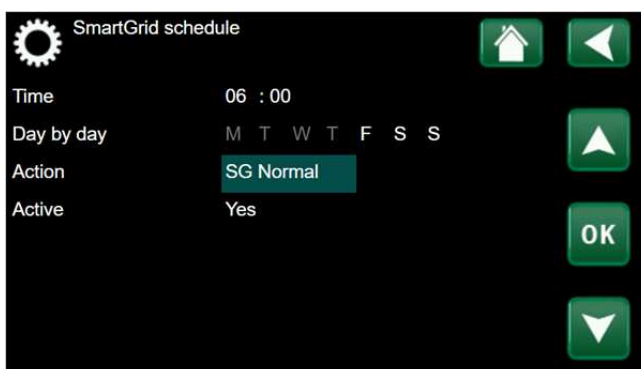 SmartGrid schedule
Time 06 : 00
Day by day M T W T F S S
Action SG Normal
Active Yes
OK